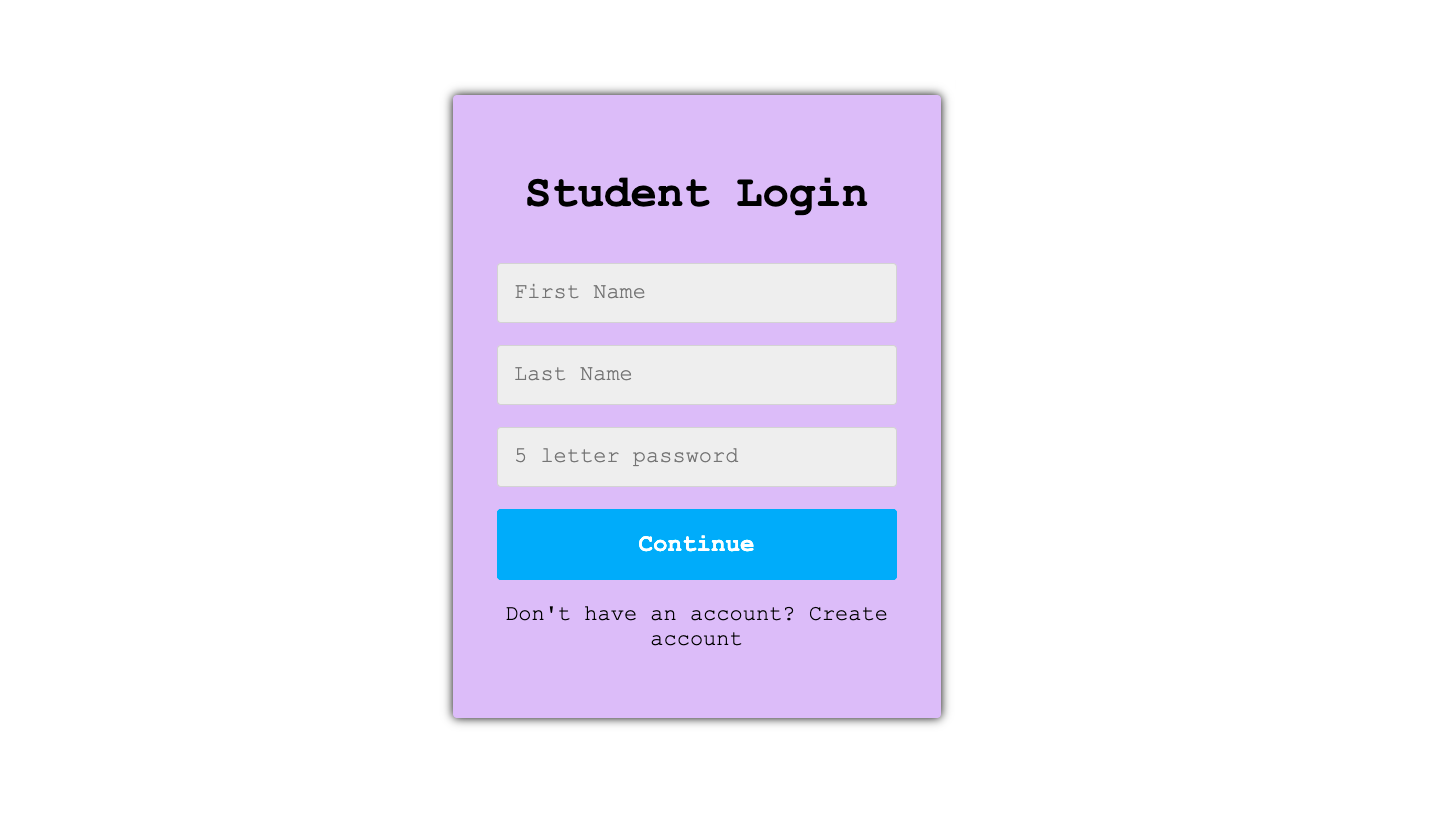 Student Login
First Name
Last Name
5 letter password
Continue
Don't have an account? Create
account